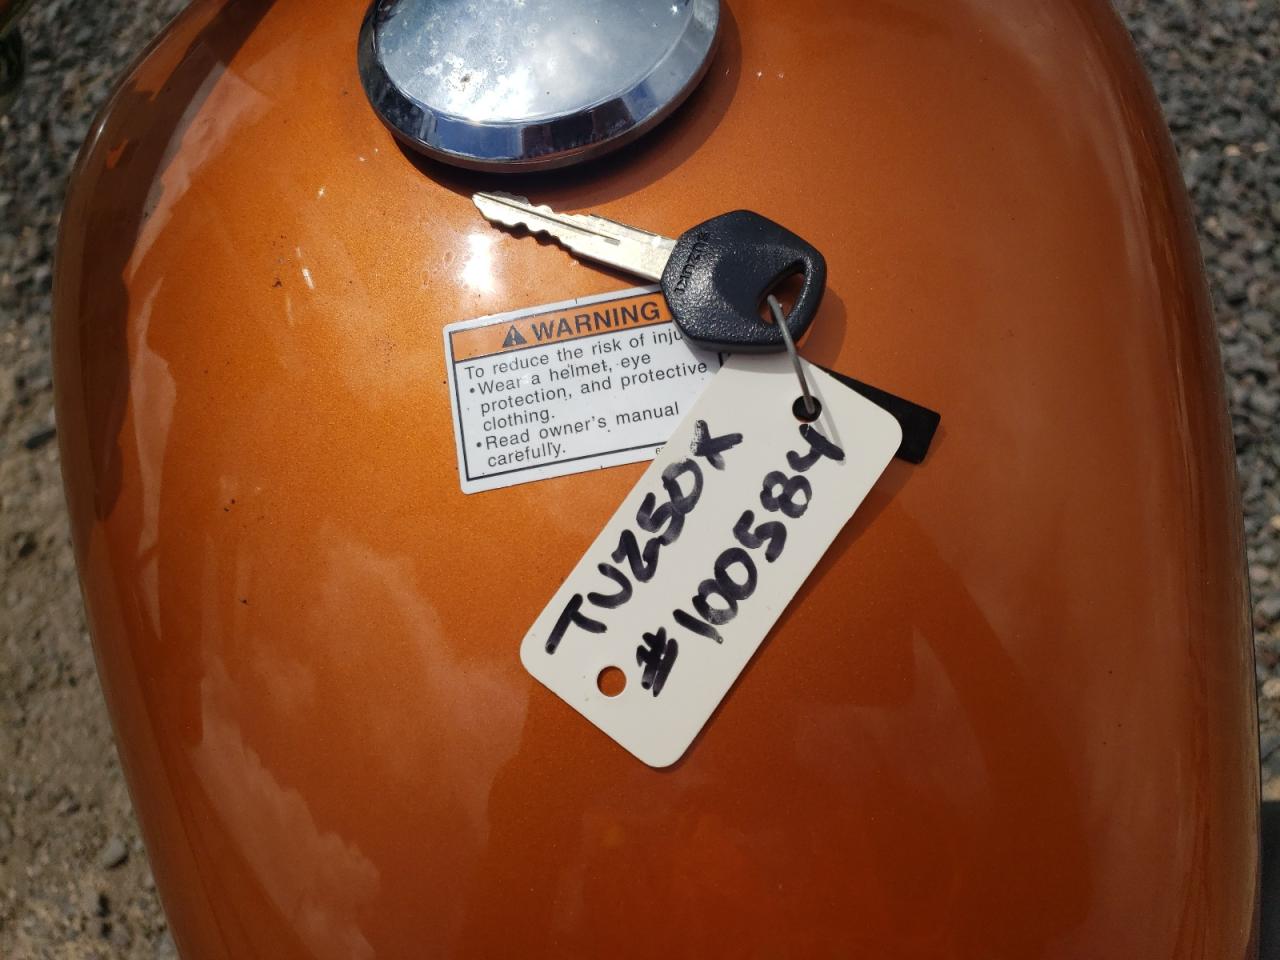 SUZUKI
WARNING
To reduce the risk of inju
•Wear a helmet, eye
protection, and protective
clothing.
•Read owner's manual
carefully.
TU250X
#100584